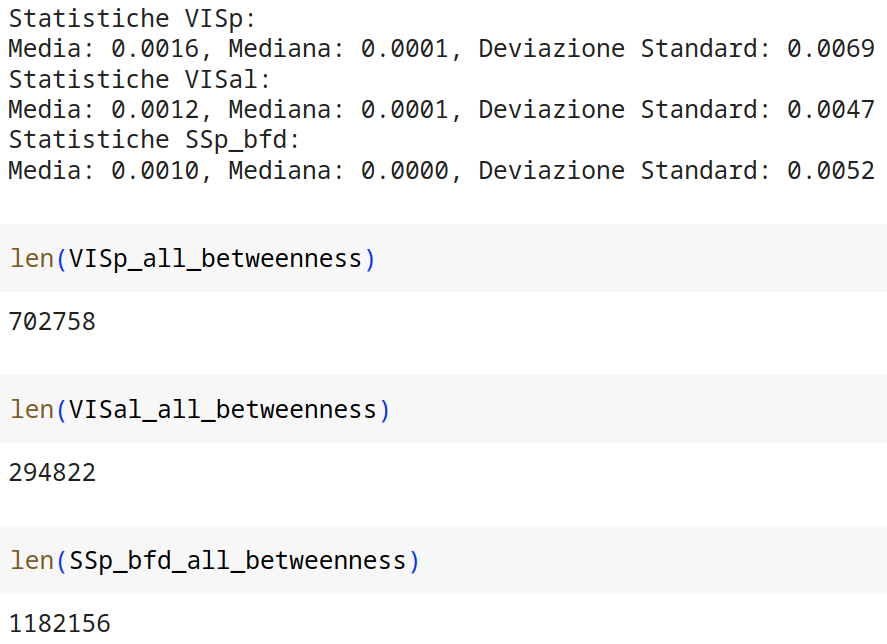 Statistiche VISp:
Media: 0.0016, Mediana: 0.0001, Deviazione Standard: 0.0069
Statistiche VISal:
Media: 0.0012, Mediana: 0.0001, Deviazione Standard: 0.0047
Statistiche SSp_bfd:
Media: 0.0010, Mediana: 0.0000, Deviazione Standard: 0.0052
len(VISp_all_betweenness)
702758
len(VISal_all_betweenness)
294822
len(SSp_bfd_all_betweenness)
1182156